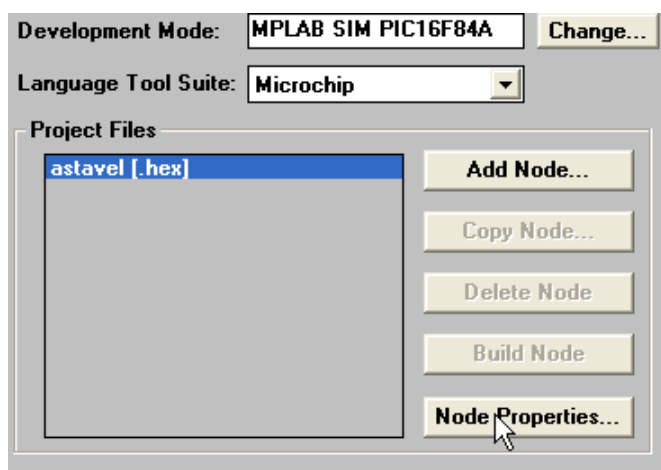 Development Mode: MPLAB SIM PIC16F84A Change...
Language Tool Suite: Microchip
Project Files
astavel [.hex] Add Node...
Copy Node...
Delete Node
Build Node
Node Properties...